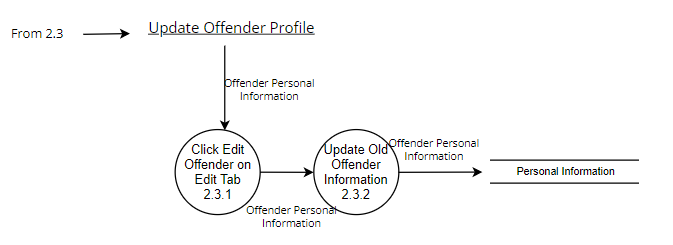 From 2.3
Update Offender Profile
Offender Personal
Information
Click Edit
Offender on
Edit Tab
2.3.1
Offender Personal
Information
Update Old
Offender
Information
2.3.2
Offender Personal
Information
Personal Information